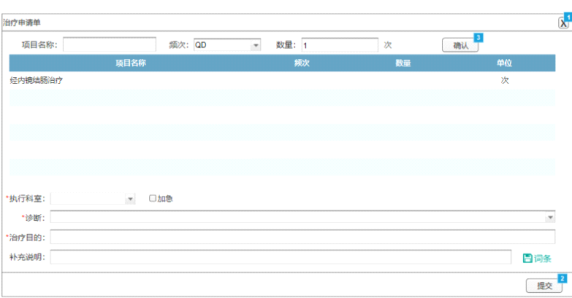 治疗申请单 X 1
项目名称: 频次: QD 数量: 1 次 确认 3
项目名称 频次 数量 单位
经内镜结肠治疗 次
*执行科室: 加急
*诊断:
*治疗目的:
补充说明: 词条
提交 2